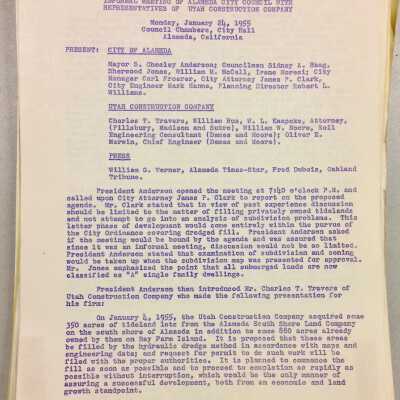 INFORMAL MEETING OF ALAMEDA CITY COUNCIL WITH
REPRESENTATIVES OF UTAH CONSTRUCTION COMPANY
Monday, January 24, 1955
Council Chambers, City Hall
Alameda, California
PRESENT: CITY OF ALAMEDA
Mayor S. Chesley Anderson; Councilmen Sidney A. Haag,
Sherwood Jones, William M. McCall, Irene Moresi; City
Manager Carl Froerer, City Attorney James P. Clark,
City Engineer Mark Hanna, Planning Director Robert L.
Williams.
UTAH CONSTRUCTION COMPANY
Charles T. Travers, William Hus, W. L. Attorney,
(Pillsbury, Madison and Sutro), William W. Moore, Soil
Engineering Consultant (Dames and Moore); Oliver E.
Marwin, Chief Engineer (Dames and Moore).
PRESS
William G. Verner, Alameda Times-Star, Fred Dubois, Oakland
Tribune.
President Anderson opened the meeting at 7:40 o'clock P.M. and
called upon City Attorney James P. Clark to report on the proposed
agenda. Mr. Clark stated that in view of past experience discussion
should be limited to the matter of filling privately owned tidelands
and not attempt to go into an analysis of subdivision problems. This
latter phase of development would come entirely within the purvue of
the City Ordinance covering dredged fill. President Anderson asked
if the meeting would be bound by the agenda and was assured that
since it was an informal meeting, discussion would not be so limited.
President Anderson stated that examination of subdivision and zoning
would be taken up when the subdivision map was presented for approval.
Mr. Jones emphasized the point that all submerged lands are now
classified as "A" single family dwellings.
President Anderson then introduced Mr. Charles T. Travers of
Utah Construction Company who made the following presentation for
his firm:
On January 4, 1955, the Utah Construction Company acquired some
350 acres of tideland lots from the Alameda South Shore Land Company
on the south shore of Alameda in addition to some 660 acres already
owned by them on Bay Farm Island. It is proposed that these areas
be filled by the hydraulic dredge method in accordance with maps and
engineering data; and request for permit to do such work will be
filed with the proper authorities. It is planned to commence the
fill as soon as possible and to proceed to completion as rapidly as
possible without interruption, which would be the only manner of
assuring a successful development, both from an economic and land
growth standpoint.